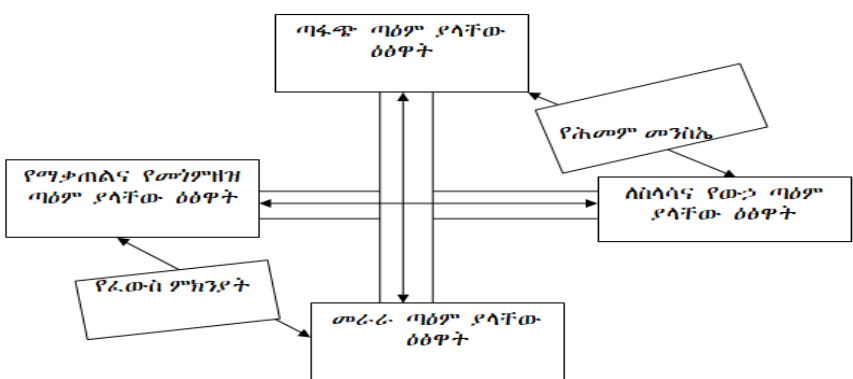 ጣፋጭ ጣዕም ያላቸው
ዕፅዋት
የሕመም መንስኤ
የማቃጠልና የመጎምዘዝ
ጣዕም ያላቸው ዕፅዋት
ለስላሳና የውኃ ጣዕም
ያላቸው ዕፅዋት
የፈውስ ምክንያት
መራራ ጣዕም ያላቸው
ዕፅዋት